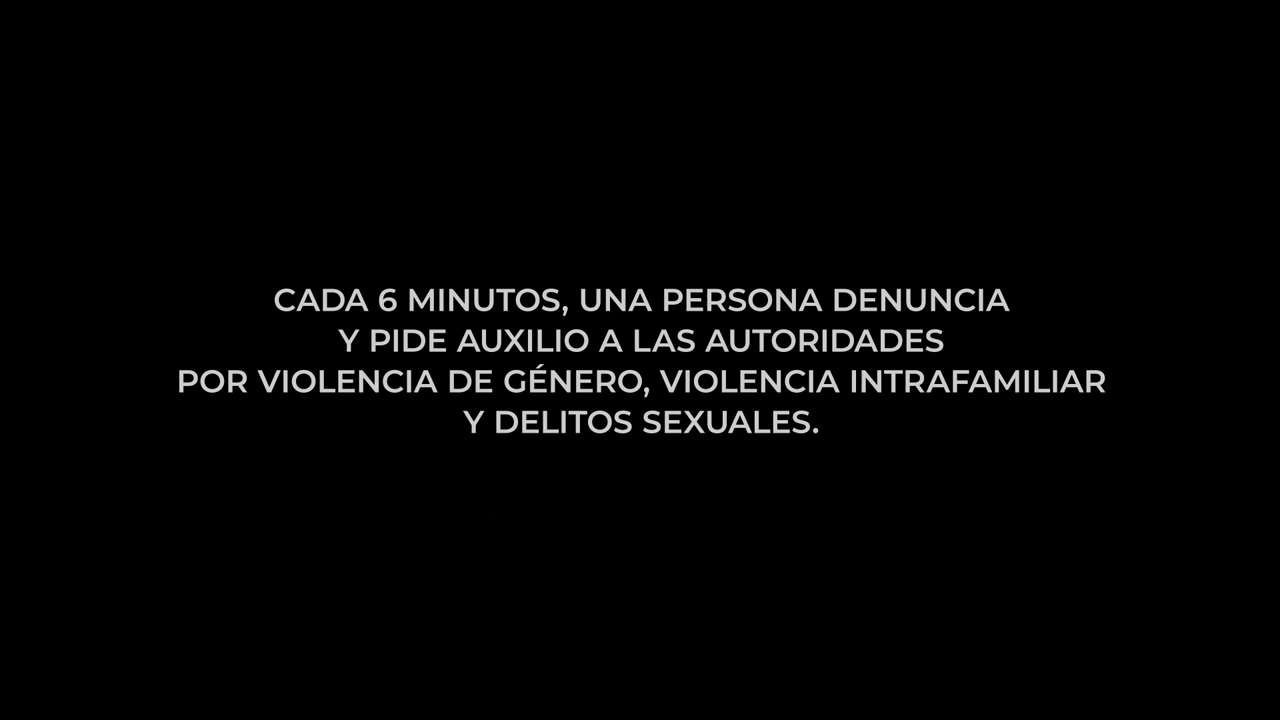 CADA 6 MINUTOS, UNA PERSONA DENUNCIA
Y PIDE AUXILIO A LAS AUTORIDADES
POR VIOLENCIA DE GÉNERO, VIOLENCIA INTRAFAMILIAR
Y DELITOS SEXUALES.